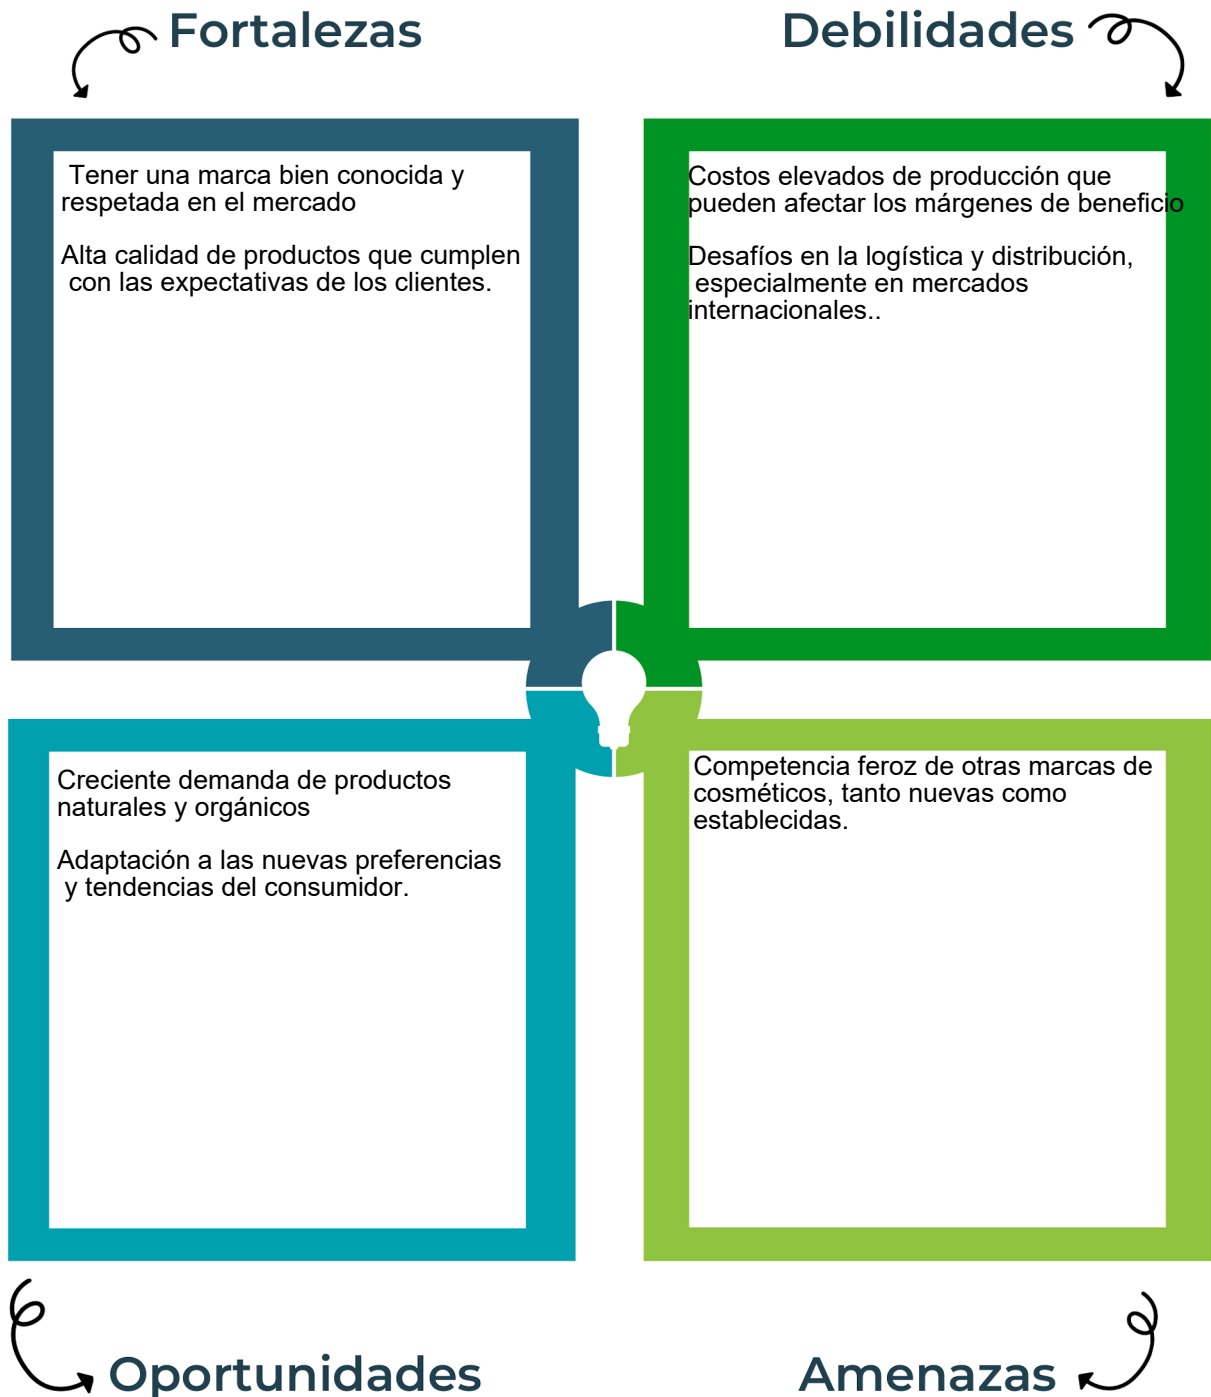 Fortalezas
Tener una marca bien conocida y
respetada en el mercado
Alta calidad de productos que cumplen
con las expectativas de los clientes.
Debilidades
Costos elevados de producción que
pueden afectar los márgenes de beneficio
Desafíos en la logística y distribución,
especialmente en mercados
internacionales..
Creciente demanda de productos
naturales y orgánicos
Adaptación a las nuevas preferencias
y tendencias del consumidor.
Oportunidades
Competencia feroz de otras marcas de
cosméticos, tanto nuevas como
establecidas.
Amenazas